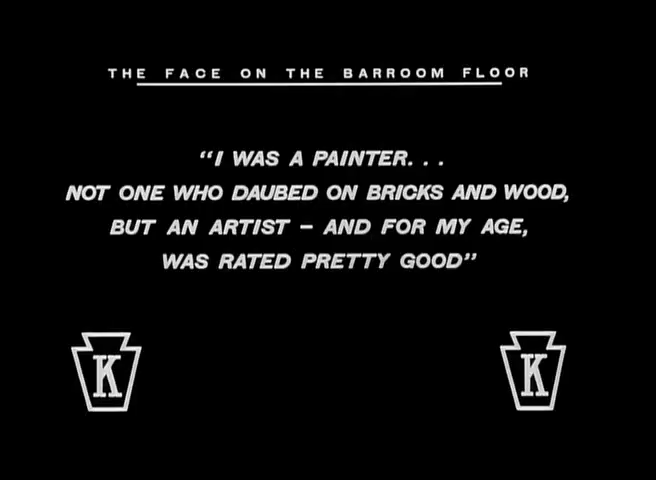 THE FACE ON THE BARROOM FLOOR
"I WAS A PAINTER...
NOT ONE WHO DAUBED ON BRICKS AND WOOD,
BUT AN ARTIST – AND FOR MY AGE,
WAS RATED PRETTY GOOD"
K K